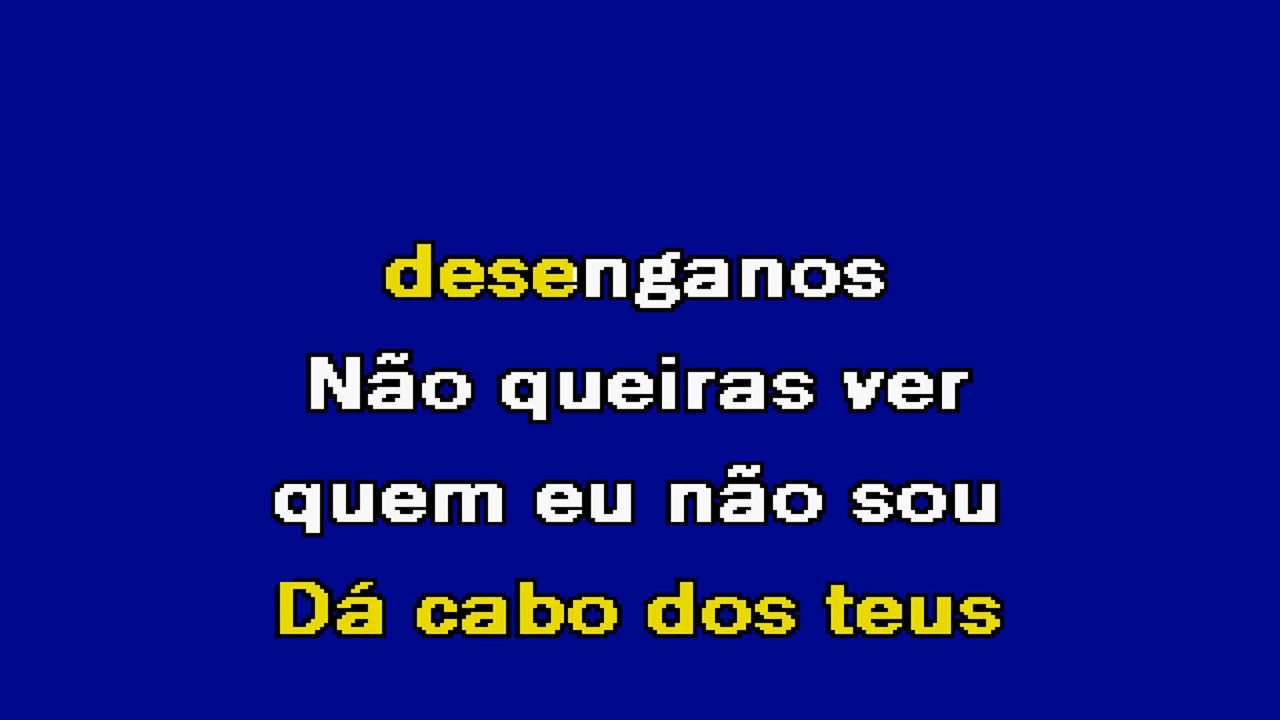 desenganos
Não queiras ver
quem eu não sou
Dá cabo dos teus